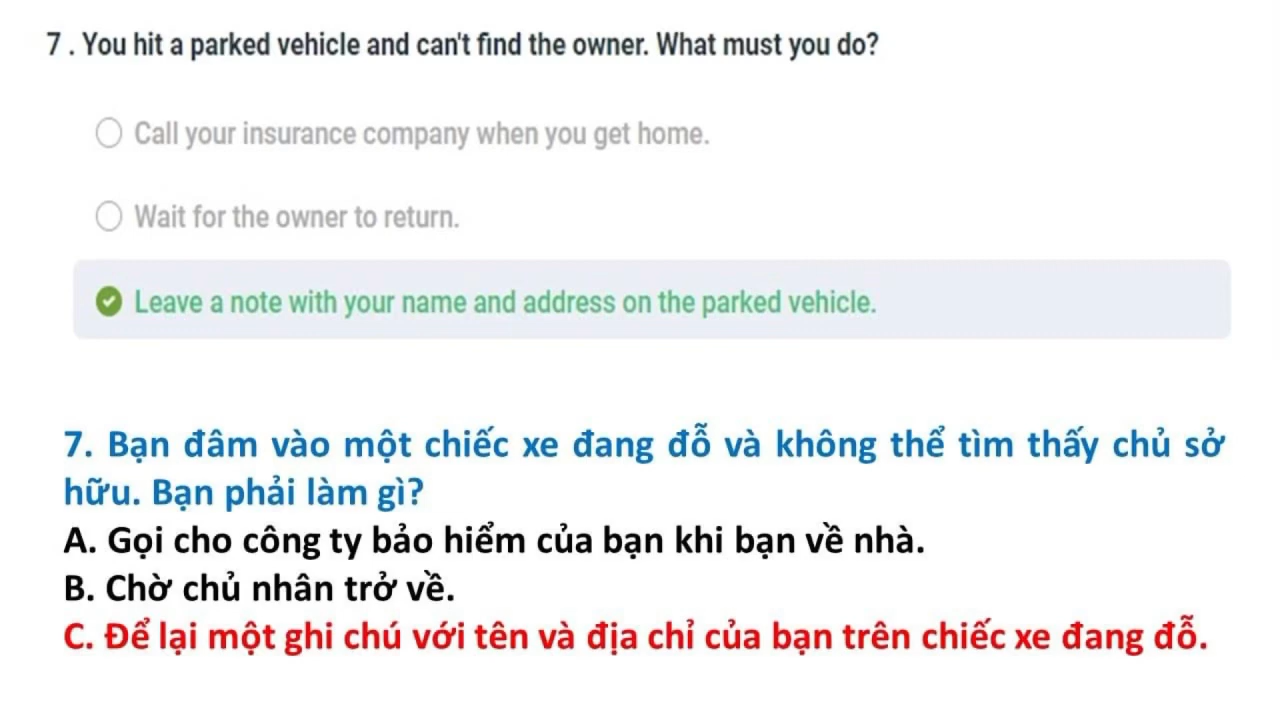 7 . You hit a parked vehicle and can't find the owner. What must you do?
Call your insurance company when you get home.
Wait for the owner to return.
Leave a note with your name and address on the parked vehicle.
7. Bạn đâm vào một chiếc xe đang đỗ và không thể tìm thấy chủ sở
hữu. Bạn phải làm gì?
A. Gọi cho công ty bảo hiểm của bạn khi bạn về nhà.
B. Chờ chủ nhân trở về.
C. Để lại một ghi chú với tên và địa chỉ của bạn trên chiếc xe đang đỗ.